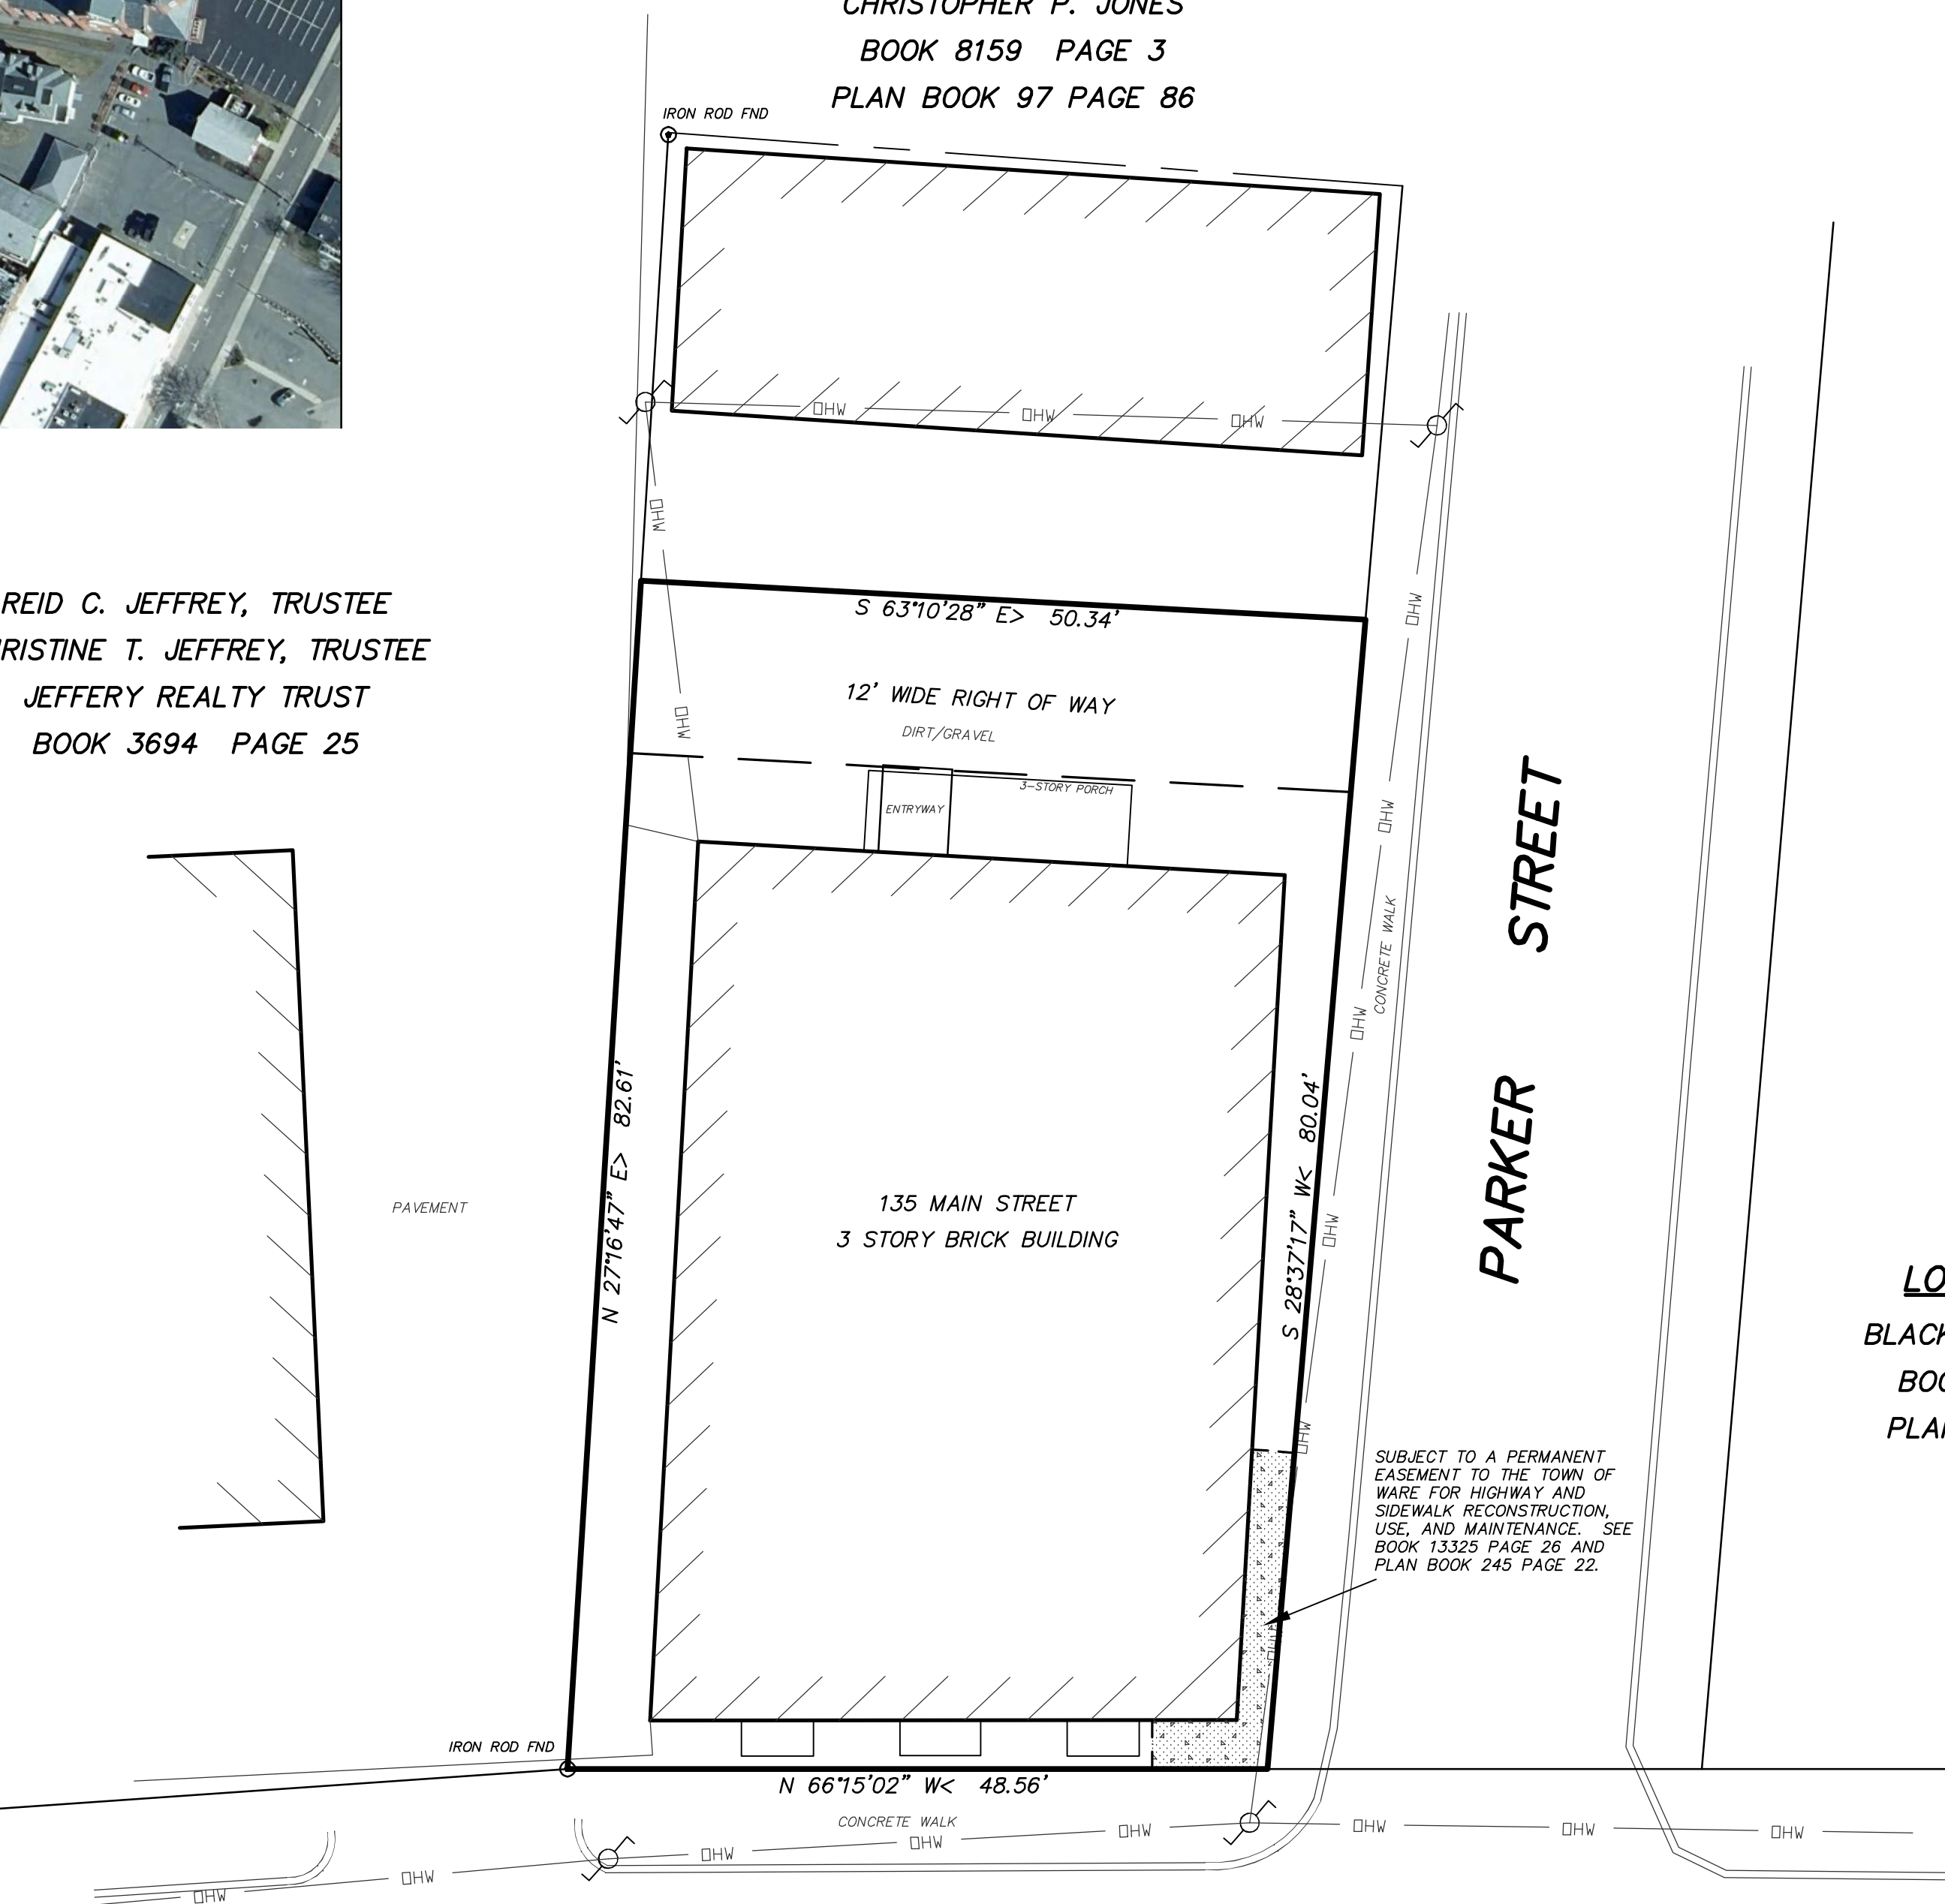 CHRISTOPHER P. JONES
BOOK 8159 PAGE 3
PLAN BOOK 97 PAGE 86
IRON ROD FND
OHW OHW OHW
OHW
OHW
S 63°10'28" E> 50.34'
12' WIDE RIGHT OF WAY
DIRT/GRAVEL
OHW
3-STORY PORCH
ENTRYWAY
REID C. JEFFREY, TRUSTEE
RISTINE T. JEFFREY, TRUSTEE
JEFFERY REALTY TRUST
BOOK 3694 PAGE 25
OHW
CONCRETE WALK
OHW
PARKER STREET
N 27°16'47" E> 82.61'
S 28°37'17" W< 80.04'
PAVEMENT
135 MAIN STREET
3 STORY BRICK BUILDING
OHW
OHW
LO
BLACK
BOO
PLAN
SUBJECT TO A PERMANENT
EASEMENT TO THE TOWN OF
WARE FOR HIGHWAY AND
SIDEWALK RECONSTRUCTION,
USE, AND MAINTENANCE. SEE
BOOK 13325 PAGE 26 AND
PLAN BOOK 245 PAGE 22.
IRON ROD FND
N 66°15'02" W< 48.56'
CONCRETE WALK
OHW OHW OHW OHW OHW OHW OHW OHW